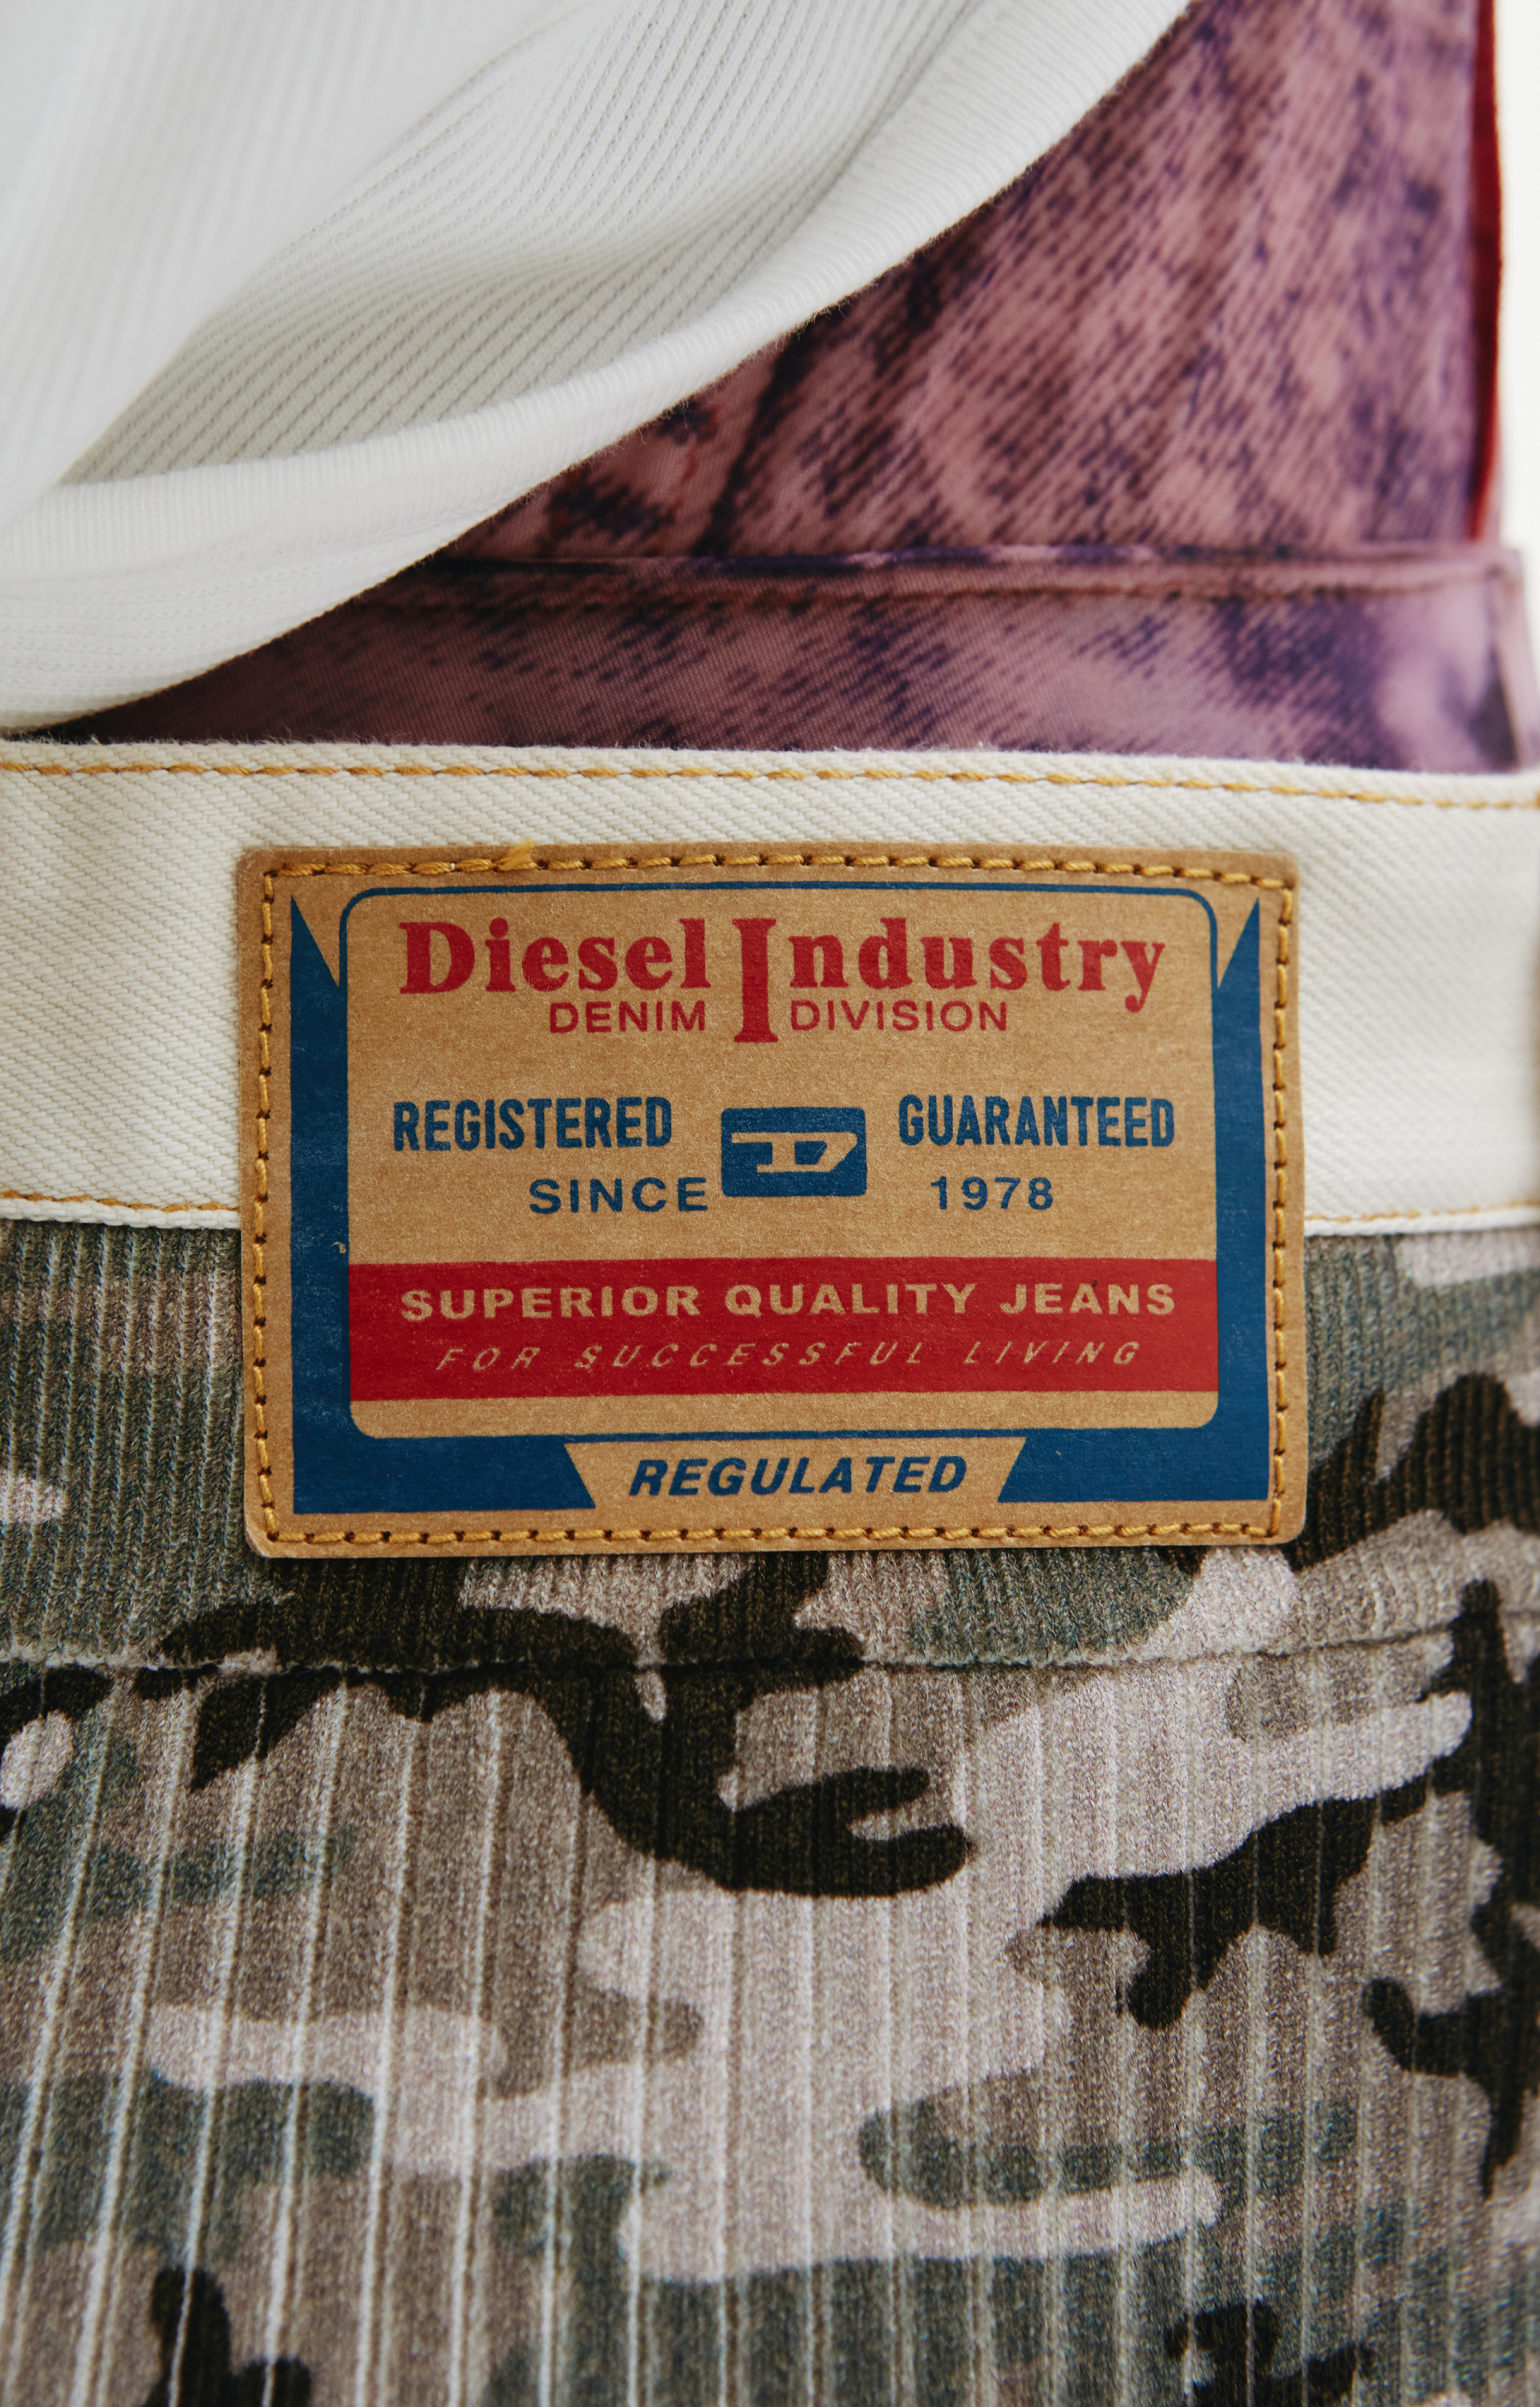 Diesel Industry
DENIM DIVISION
REGISTERED D GUARANTEED
SINCE 1978
SUPERIOR QUALITY JEANS
FOR SUCCESSFUL LIVING
REGULATED